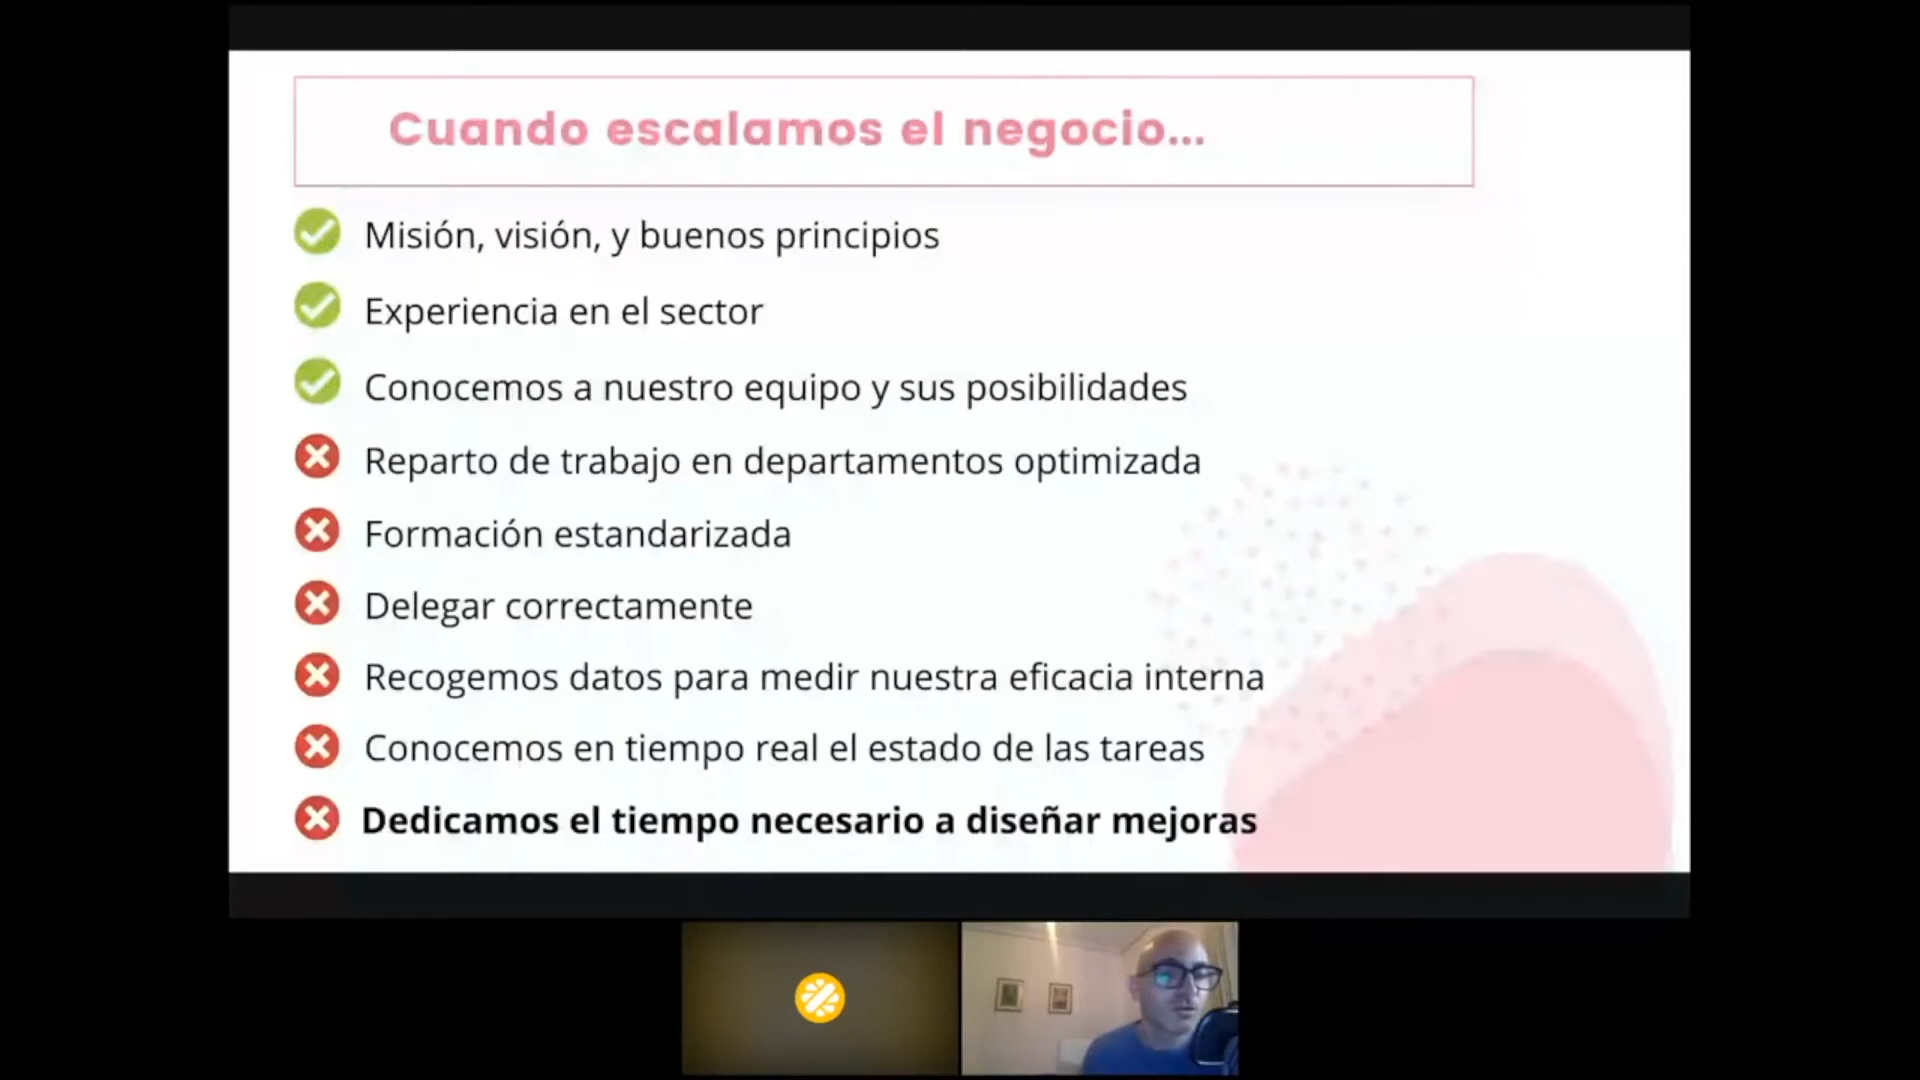 Cuando escalamos el negocio...
Misión, visión, y buenos principios
Experiencia en el sector
Conocemos a nuestro equipo y sus posibilidades
Reparto de trabajo en departamentos optimizada
Formación estandarizada
Delegar correctamente
Recogemos datos para medir nuestra eficacia interna
Conocemos en tiempo real el estado de las tareas
Dedicamos el tiempo necesario a diseñar mejoras